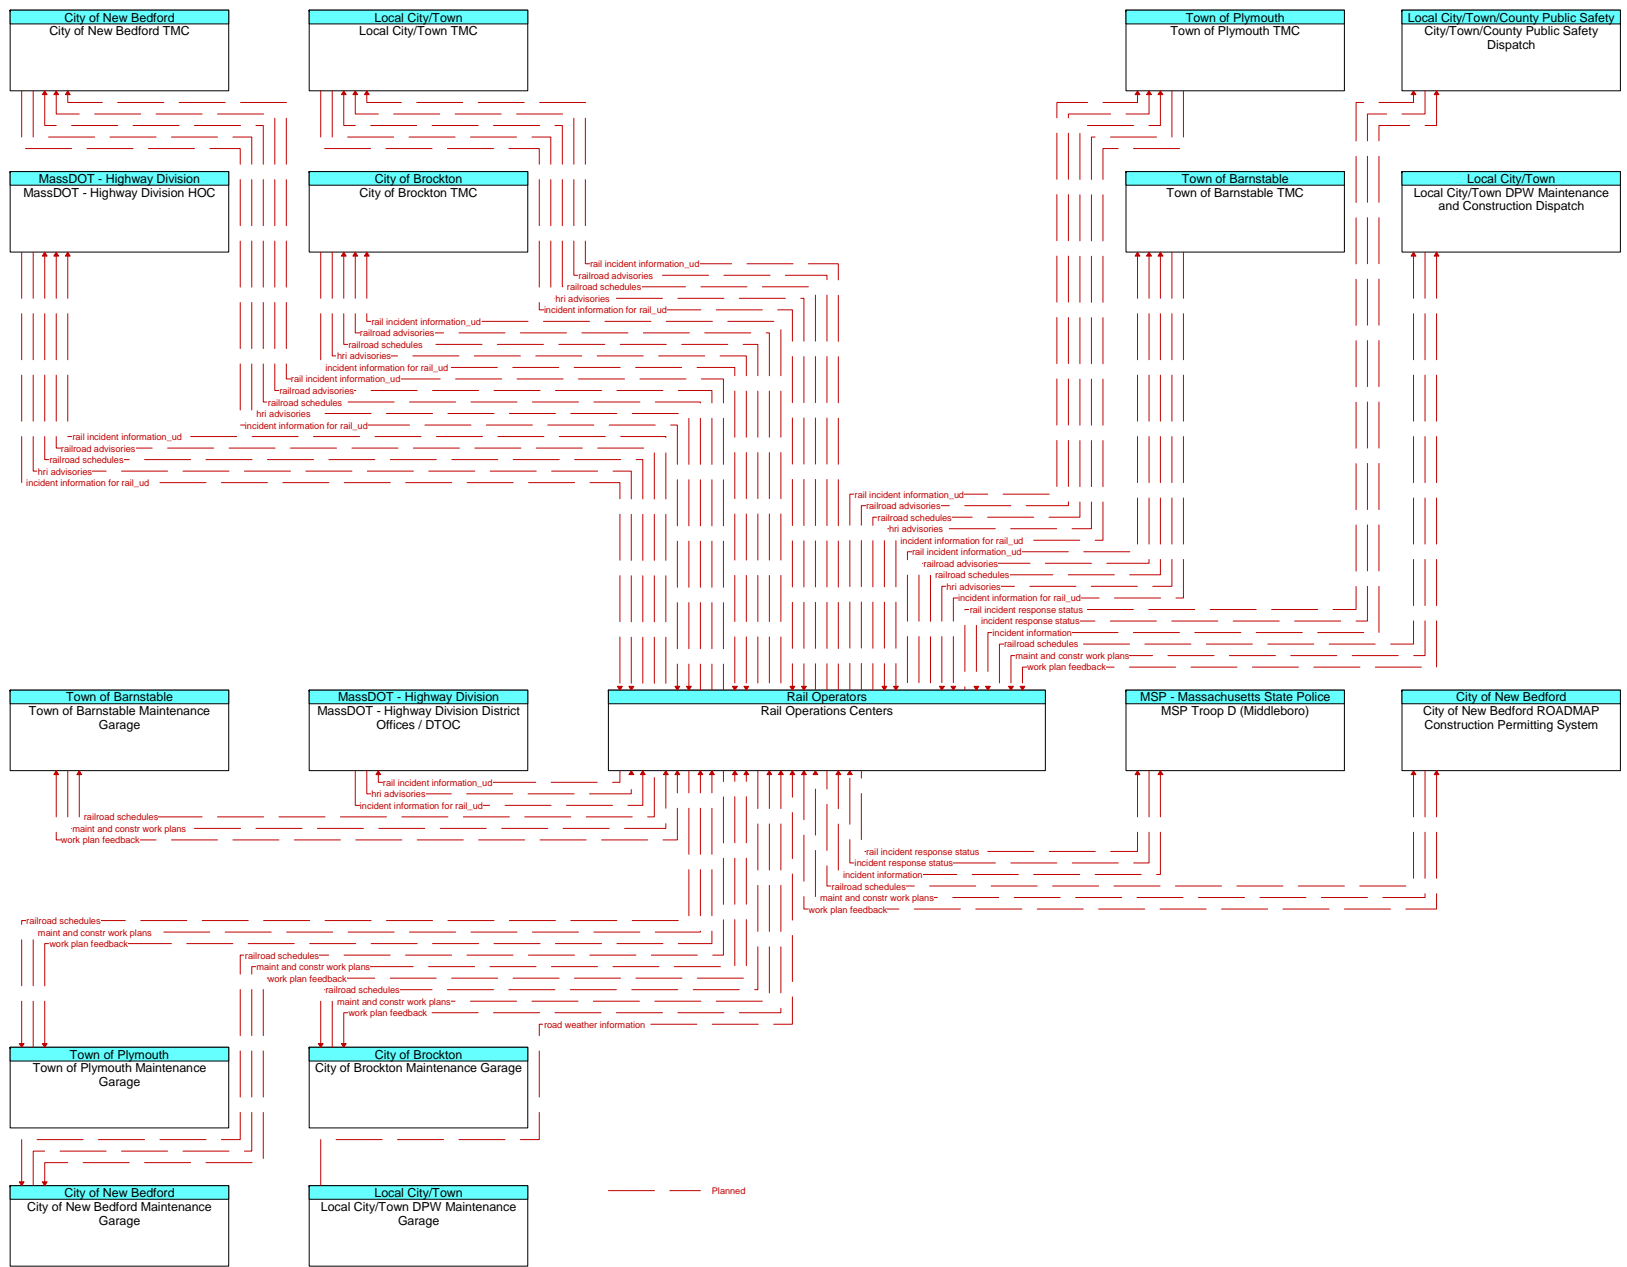 City of New Bedford
City of New Bedford TMC
Local City/Town
Local City/Town TMC
Town of Plymouth
Town of Plymouth TMC
Local City/Town/County Public Safety
City/Town/County Public Safety
Dispatch
MassDOT - Highway Division
MassDOT - Highway Division HOC
City of Brockton
City of Brockton TMC
Town of Barnstable
Town of Barnstable TMC
Local City/Town
Local City/Town DPW Maintenance
and Construction Dispatch
rail incident information_ud
railroad advisories
railroad schedules
hri advisories
incident information for rail_ud
rail incident information_ud
railroad advisories
railroad schedules
hri advisories
incident information for rail_ud
rail incident information_ud
railroad advisories
railroad schedules
hri advisories
incident information for rail_ud
rail incident information_ud
railroad advisories
railroad schedules
hri advisories
incident information for rail_ud
rail incident information_ud
railroad advisories
railroad schedules
hri advisories
incident information for rail_ud
rail incident information_ud
railroad advisories
railroad schedules
hri advisories
incident information for rail_ud
rail incident response status
incident response status
incident information
railroad schedules
maint and constr work plans
work plan feedback
Town of Barnstable
Town of Barnstable Maintenance
Garage
MassDOT - Highway Division
MassDOT - Highway Division District
Offices / DTOC
Rail Operators
Rail Operations Centers
MSP - Massachusetts State Police
MSP Troop D (Middleboro)
City of New Bedford
City of New Bedford ROADMAP
Construction Permitting System
rail incident information_ud
hri advisories
incident information for rail_ud
railroad schedules
maint and constr work plans
work plan feedback
rail incident response status
incident response status
incident information
railroad schedules
maint and constr work plans
work plan feedback
railroad schedules
maint and constr work plans
work plan feedback
railroad schedules
maint and constr work plans
work plan feedback
railroad schedules
maint and constr work plans
work plan feedback
road weather information
Town of Plymouth
Town of Plymouth Maintenance
Garage
City of Brockton
City of Brockton Maintenance Garage
City of New Bedford
City of New Bedford Maintenance
Garage
Local City/Town
Local City/Town DPW Maintenance
Garage
Planned